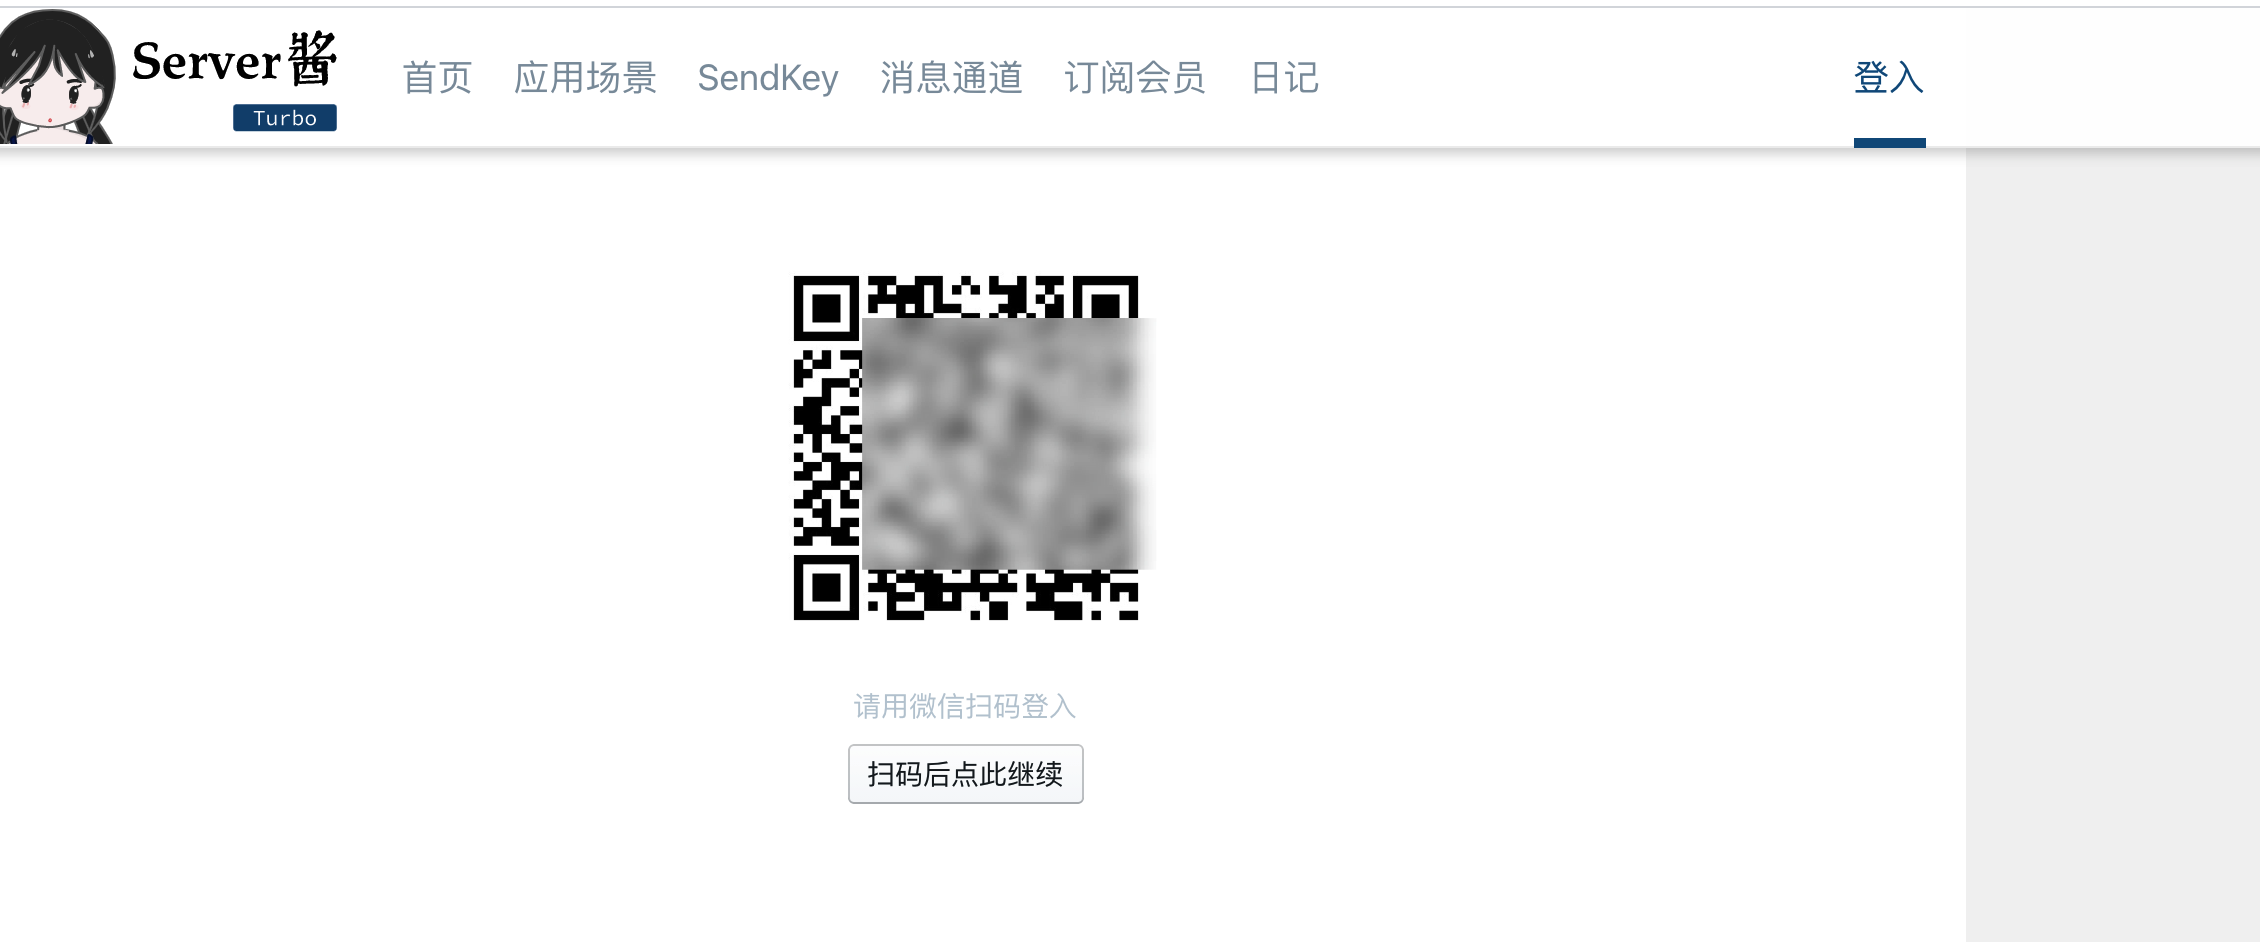 Server酱
Turbo
首页 应用场景 SendKey 消息通道 订阅会员 日记 登入
请用微信扫码登入
扫码后点此继续